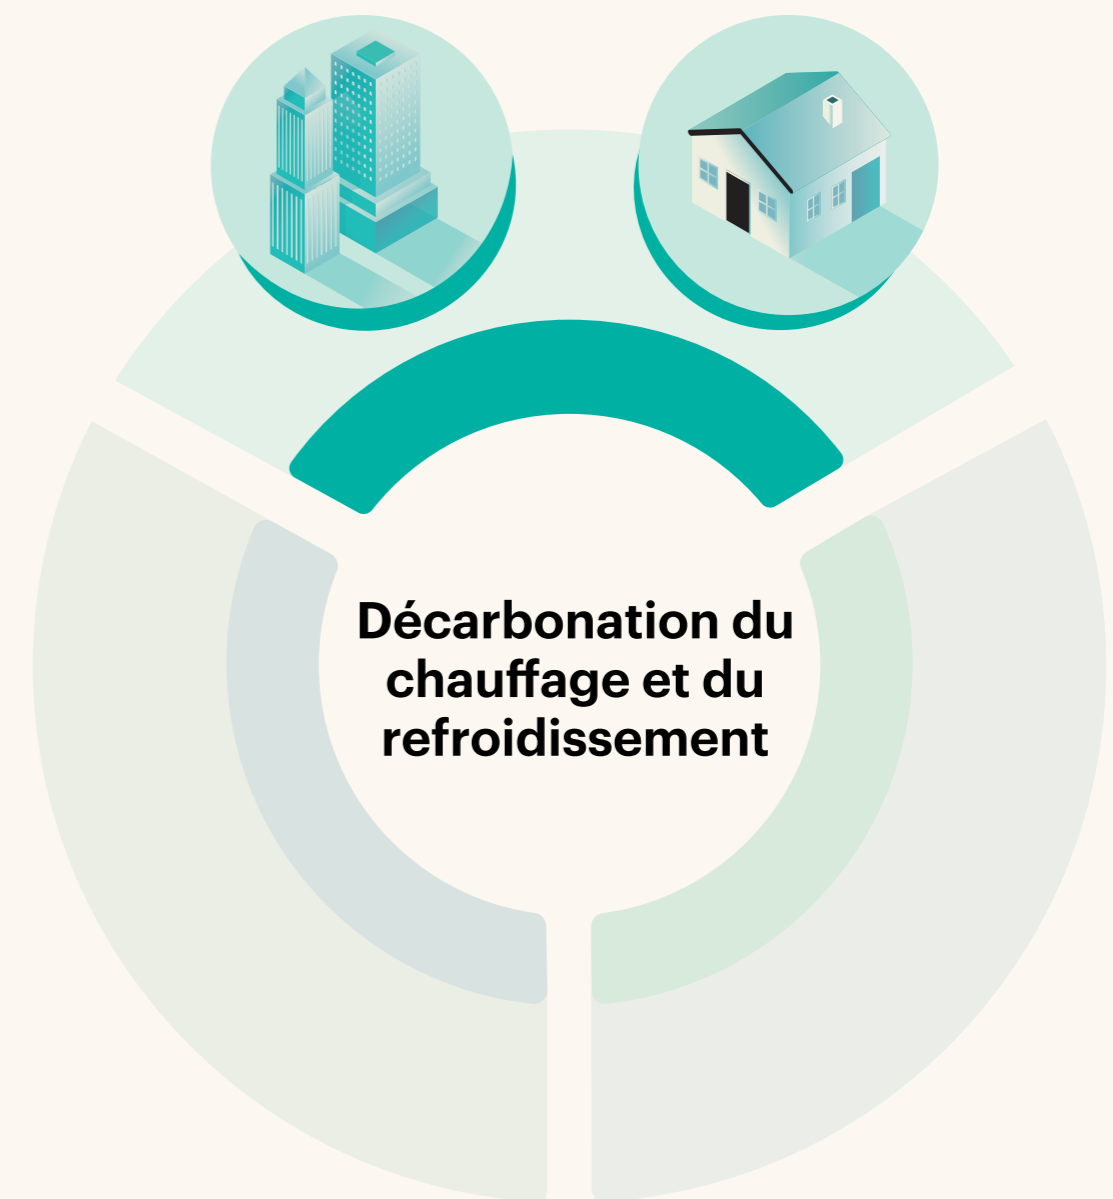 Décarbonation du
chauffage et du
refroidissement